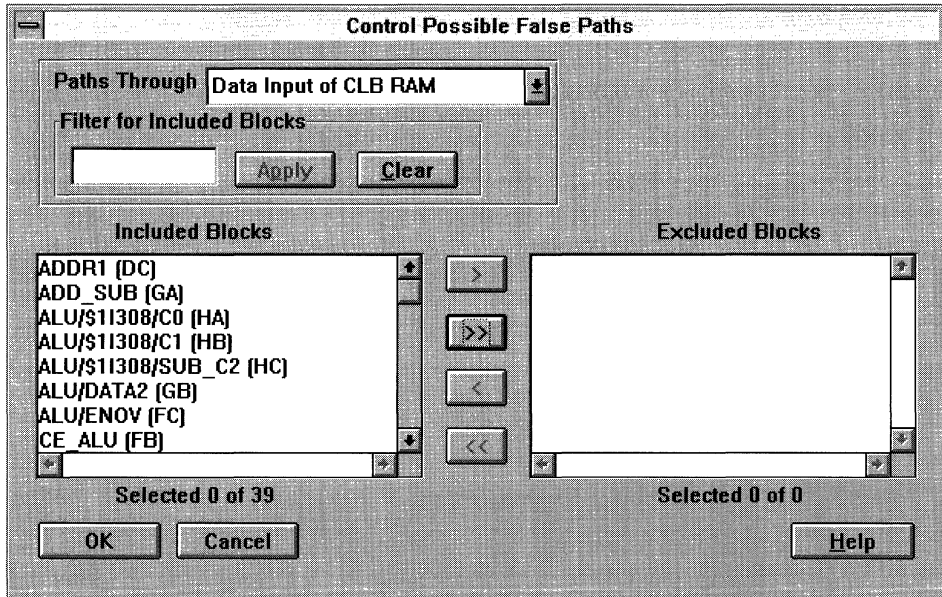 Control Possible False Paths
Paths Through Data Input of CLB RAM
Filter for Included Blocks
Apply Clear
Included Blocks Excluded Blocks
ADDR1 (DC)
ADD_SUB (GA)
ALU/$1I308/C0 (HA)
ALU/$1I308/C1 (HB)
ALU/$1I308/SUB_C2 (HC)
ALU/DATA2 (GB)
ALU/ENOV (FC)
CE_ALU (FB)
>
>>
<
<<
Selected 0 of 39 Selected 0 of 0
OK Cancel Help